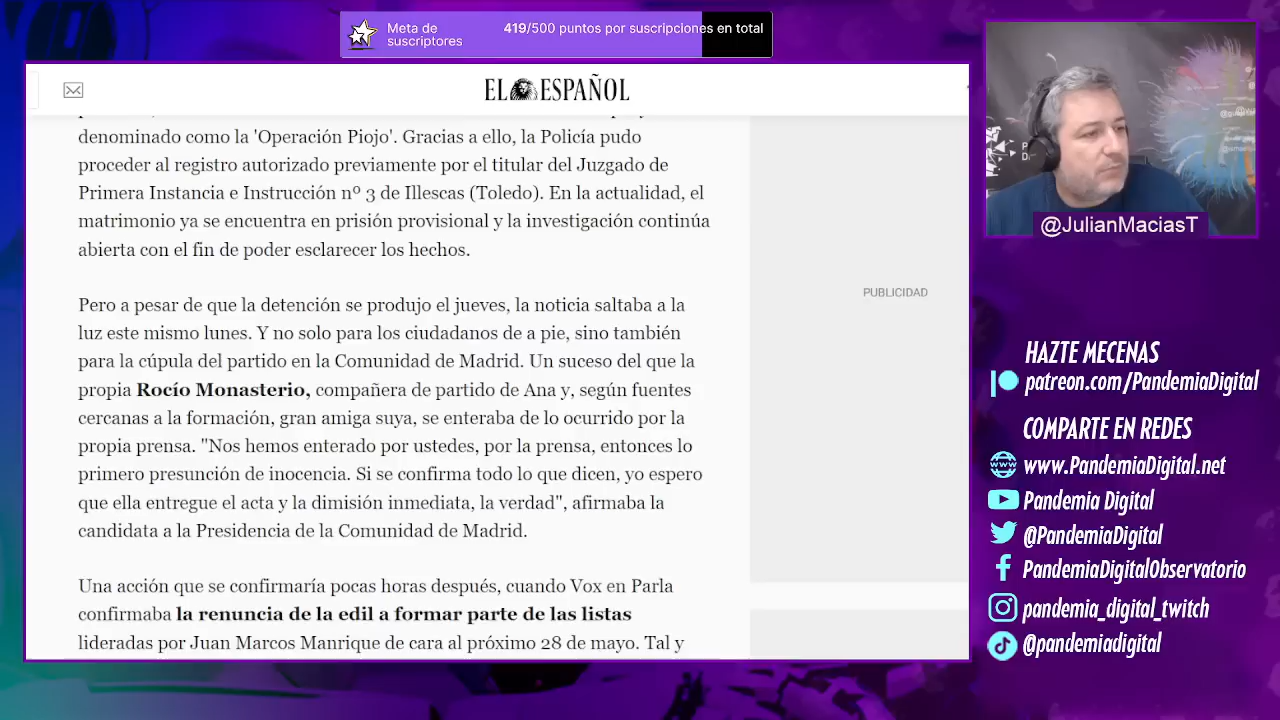 Meta de
suscriptores
419/500 puntos por suscripciones en total
EL ESPAÑOL
denominado como la 'Operación Piojo'. Gracias a ello, la Policía pudo
proceder al registro autorizado previamente por el titular del Juzgado de
Primera Instancia e Instrucción nº 3 de Illescas (Toledo). En la actualidad, el
matrimonio ya se encuentra en prisión provisional y la investigación continúa
abierta con el fin de poder esclarecer los hechos.
Pero a pesar de que la detención se produjo el jueves, la noticia saltaba a la
luz este mismo lunes. Y no solo para los ciudadanos de a pie, sino también
para la cúpula del partido en la Comunidad de Madrid. Un suceso del que la
propia Rocío Monasterio, compañera de partido de Ana y, según fuentes
cercanas a la formación, gran amiga suya, se enteraba de lo ocurrido por la
propia prensa. "Nos hemos enterado por ustedes, por la prensa, entonces lo
primero presunción de inocencia. Si se confirma todo lo que dicen, yo espero
que ella entregue el acta y la dimisión inmediata, la verdad", afirmaba la
candidata a la Presidencia de la Comunidad de Madrid.
Una acción que se confirmaría pocas horas después, cuando Vox en Parla
confirmaba la renuncia de la edil a formar parte de las listas
lideradas por Juan Marcos Manrique de cara al próximo 28 de mayo. Tal y
PUBLICIDAD
@JulianMaciasT
HAZTE MECENAS
patreon.com/PandemiaDigital
COMPARTE EN REDES
www.PandemiaDigital.net
Pandemia Digital
@PandemiaDigital
PandemiaDigitalObservatorio
pandemia_digital_twitch
@pandemiadigital